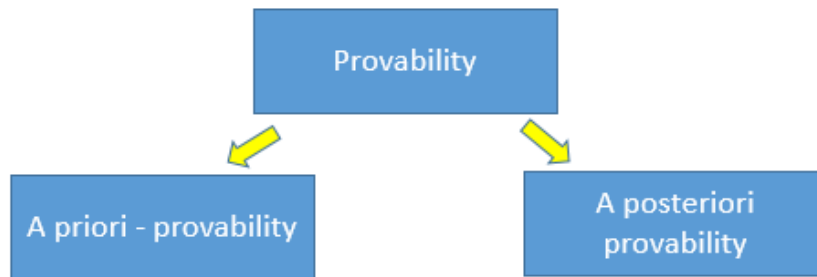 Provability
A priori - provability
A posteriori
provability